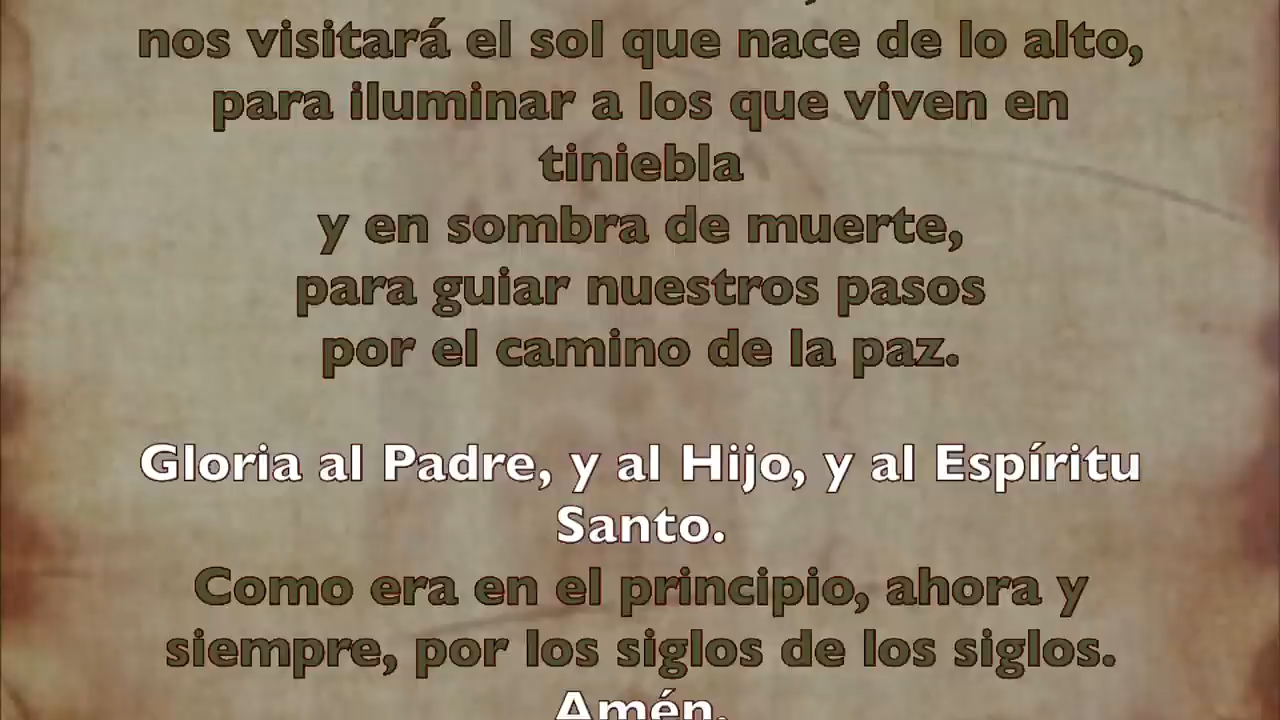 nos visitará el sol que nace de lo alto,
para iluminar a los que viven en
tiniebla
y en sombra de muerte,
para guiar nuestros pasos
por el camino de la paz.
Gloria al Padre, y al Hijo, y al Espíritu
Santo.
Como era en el principio, ahora y
siempre, por los siglos de los siglos.
Amén.